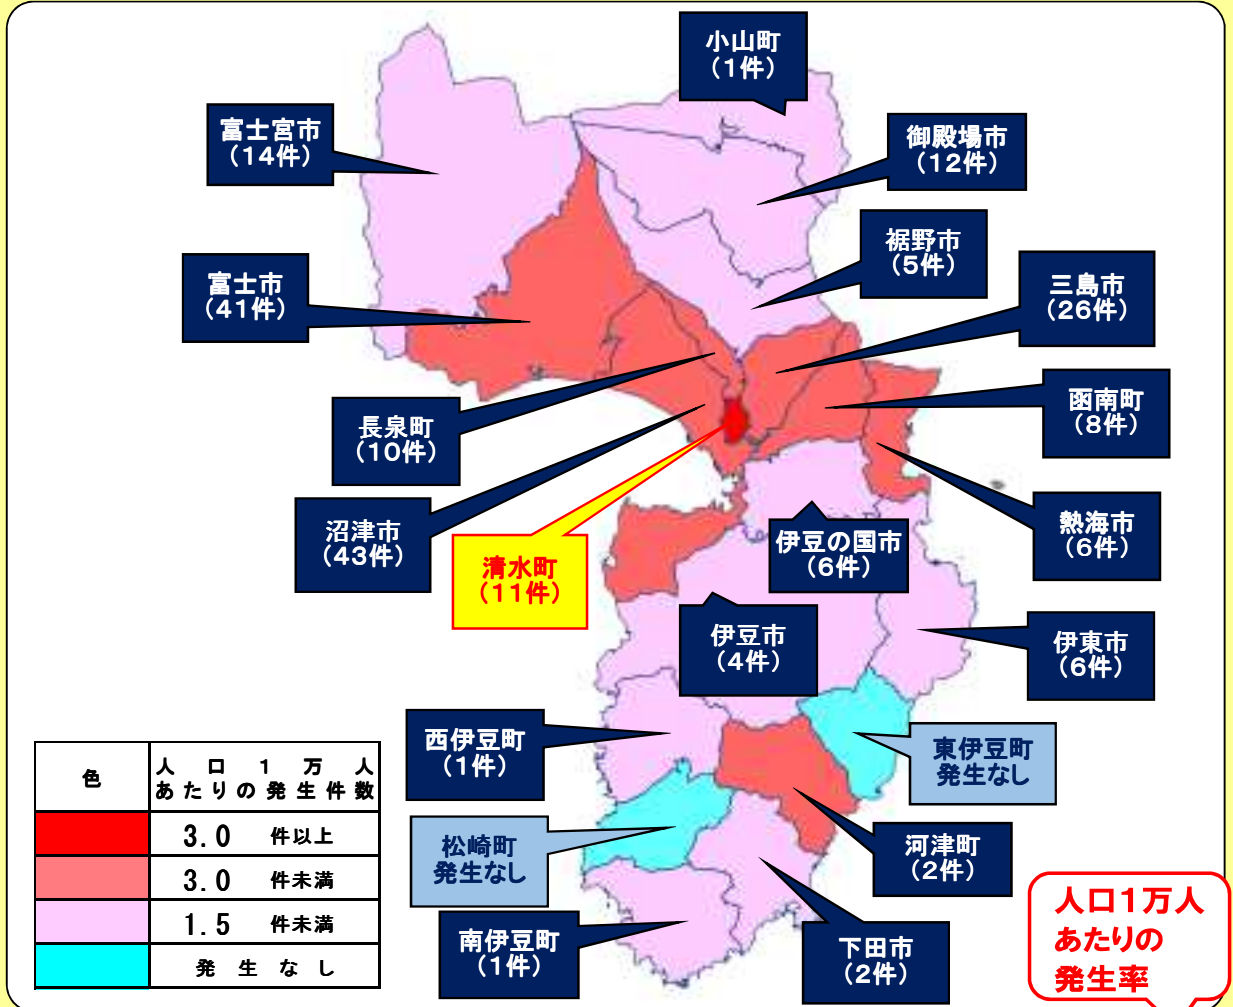 小山町
(1件)
富士宮市
(14件)
御殿場市
(12件)
裾野市
(5件)
富士市
(41件)
三島市
(26件)
函南町
(8件)
長泉町
(10件)
沼津市
(43件)
清水町
(11件)
伊豆の国市
(6件)
熱海市
(6件)
伊豆市
(4件)
伊東市
(6件)
西伊豆町
(1件)
東伊豆町
発生なし
松崎町
発生なし
河津町
(2件)
南伊豆町
(1件)
下田市
(2件)
色
人口1万人
あたりの発生件数
3.0 件以上
3.0 件未満
1.5 件未満
発生なし
人口1万人
あたりの
発生率